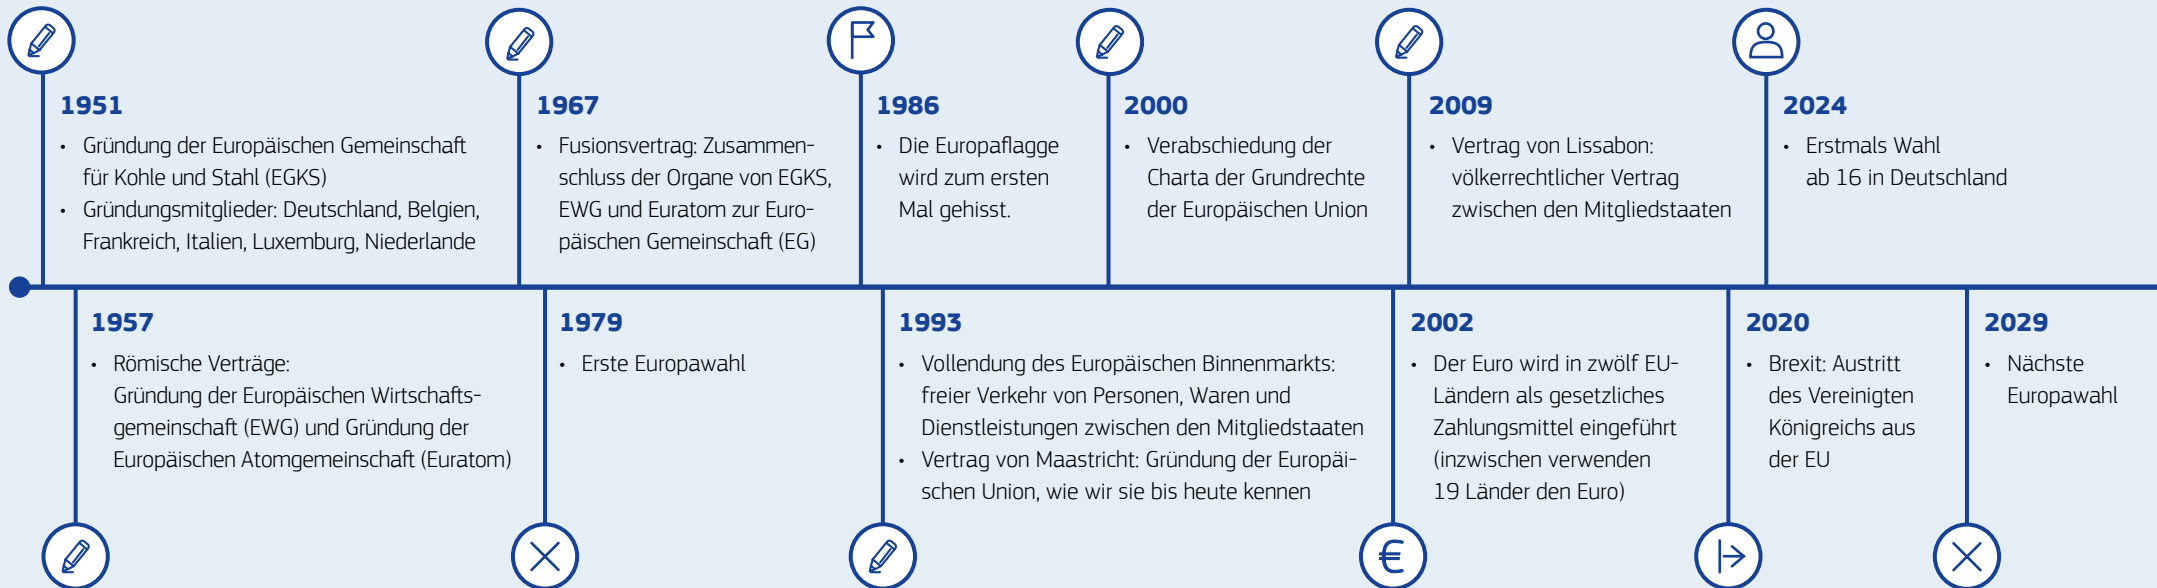 1951
• Gründung der Europäischen Gemeinschaft
für Kohle und Stahl (EGKS)
• Gründungsmitglieder: Deutschland, Belgien,
Frankreich, Italien, Luxemburg, Niederlande
1957
• Römische Verträge:
Gründung der Europäischen Wirtschafts-
gemeinschaft (EWG) und Gründung der
Europäischen Atomgemeinschaft (Euratom)
1967
• Fusionsvertrag: Zusammen-
schluss der Organe von EGKS,
EWG und Euratom zur Euro-
päischen Gemeinschaft (EG)
1979
• Erste Europawahl
1986
• Die Europaflagge
wird zum ersten
Mal gehisst.
1993
• Vollendung des Europäischen Binnenmarkts:
freier Verkehr von Personen, Waren und
Dienstleistungen zwischen den Mitgliedstaaten
• Vertrag von Maastricht: Gründung der Europäi-
schen Union, wie wir sie bis heute kennen
2000
• Verabschiedung der
Charta der Grundrechte
der Europäischen Union
2002
• Der Euro wird in zwölf EU-
Ländern als gesetzliches
Zahlungsmittel eingeführt
(inzwischen verwenden
19 Länder den Euro)
€
2009
• Vertrag von Lissabon:
völkerrechtlicher Vertrag
zwischen den Mitgliedstaaten
2020
• Brexit: Austritt
des Vereinigten
Königreichs aus
der EU
2024
• Erstmals Wahl
ab 16 in Deutschland
2029
• Nächste
Europawahl